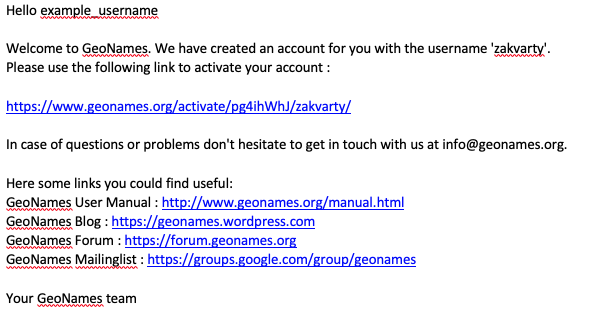 Hello example_username
Welcome to GeoNames. We have created an account for you with the username 'zakvarty'.
Please use the following link to activate your account :
https://www.geonames.org/activate/pg4ihWhJ/zakvarty/
In case of questions or problems don't hesitate to get in touch with us at info@geonames.org.
Here some links you could find useful:
GeoNames User Manual : http://www.geonames.org/manual.html
GeoNames Blog : https://geonames.wordpress.com
GeoNames Forum : https://forum.geonames.org
GeoNames Mailinglist : https://groups.google.com/group/geonames
Your GeoNames team